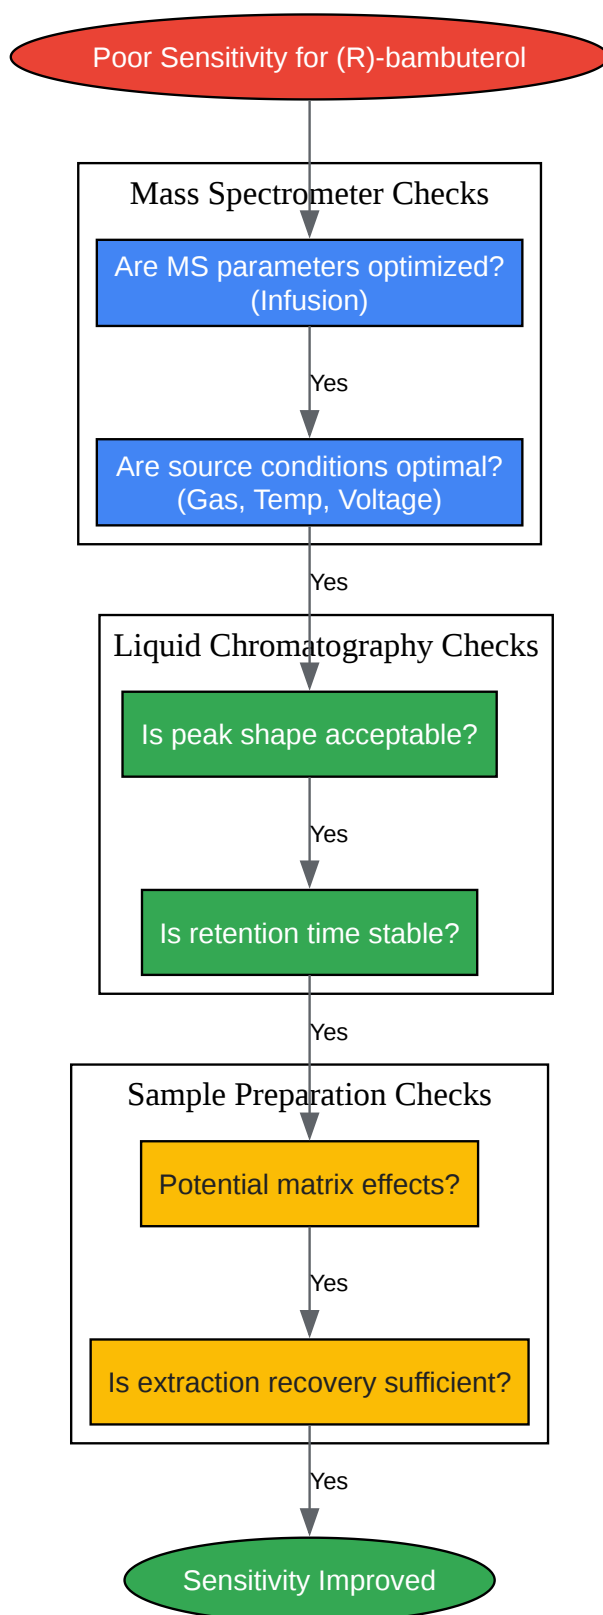 Poor Sensitivity for (R)-bambuterol
Mass Spectrometer Checks
Are MS parameters optimized?
(Infusion)
Yes
Are source conditions optimal?
(Gas, Temp, Voltage)
Yes
Liquid Chromatography Checks
Is peak shape acceptable?
Yes
Is retention time stable?
Yes
Sample Preparation Checks
Potential matrix effects?
Yes
Is extraction recovery sufficient?
Yes
Sensitivity Improved